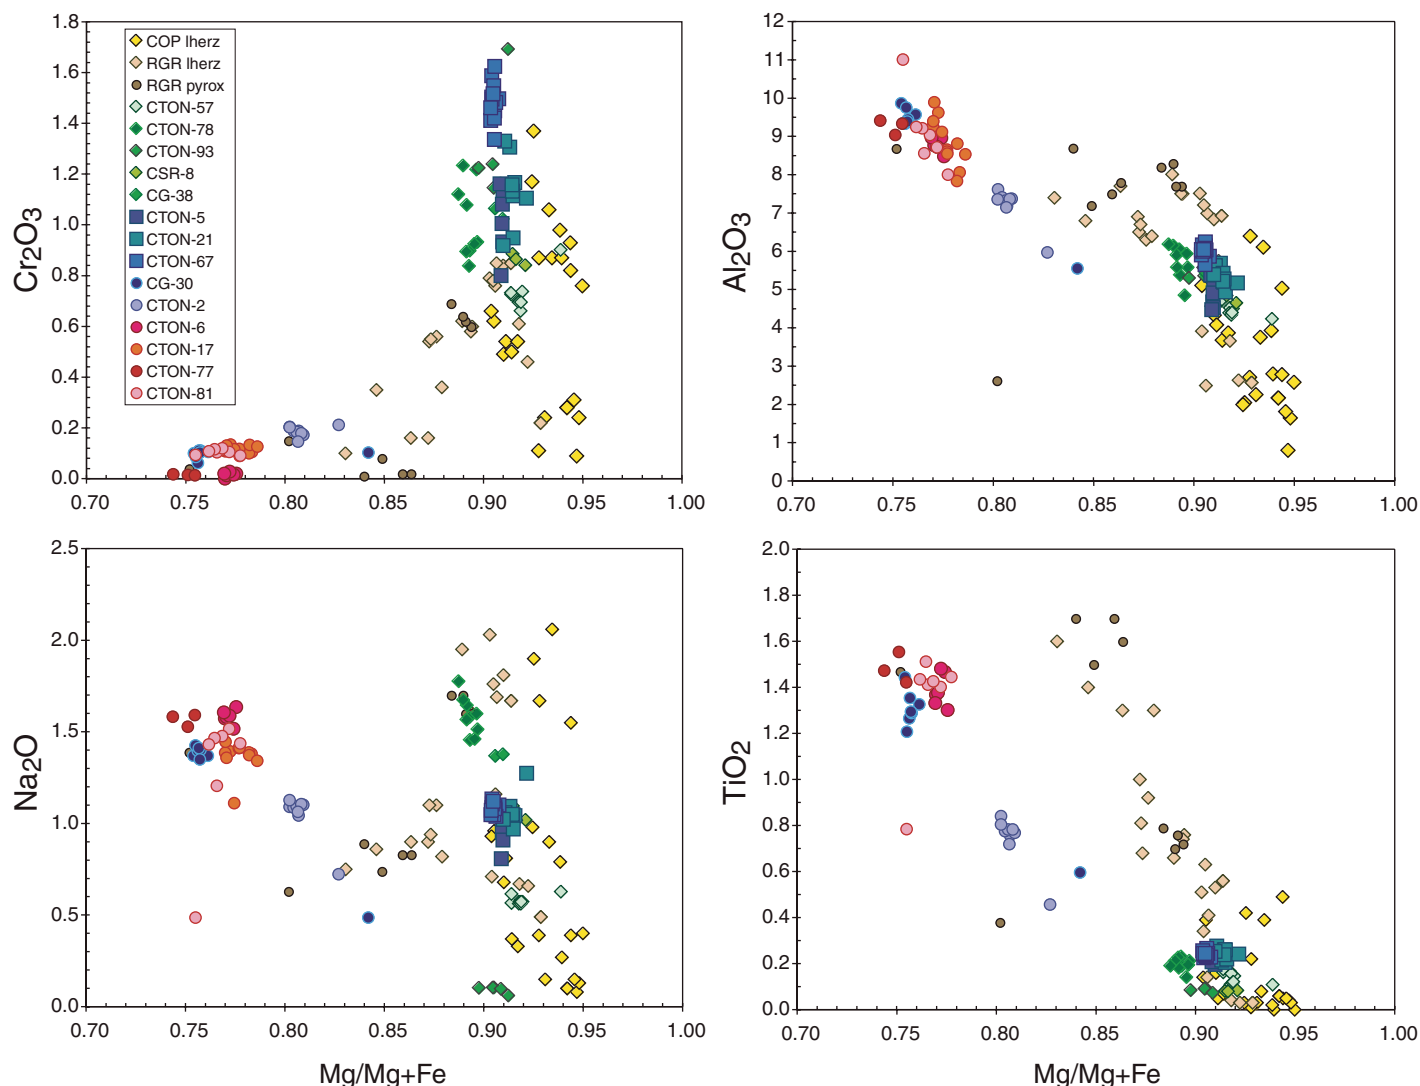 1.8
1.6
1.4
1.2
1.0
0.8
0.6
0.4
0.2
0.0
Cr2O3
COP lherz
RGR lherz
RGR pyrox
CTON-57
CTON-78
CTON-93
CSR-8
CG-38
CTON-5
CTON-21
CTON-67
CG-30
CTON-2
CTON-6
CTON-17
CTON-77
CTON-81
0.70 0.75 0.80 0.85 0.90 0.95 1.00
12
11
10
9
8
7
6
5
4
3
2
1
0
Al2O3
0.70 0.75 0.80 0.85 0.90 0.95 1.00
2.5
2.0
1.5
1.0
0.5
0.0
Na2O
0.70 0.75 0.80 0.85 0.90 0.95 1.00
Mg/Mg+Fe
2.0
1.8
1.6
1.4
1.2
1.0
0.8
0.6
0.4
0.2
0.0
TiO2
0.70 0.75 0.80 0.85 0.90 0.95 1.00
Mg/Mg+Fe